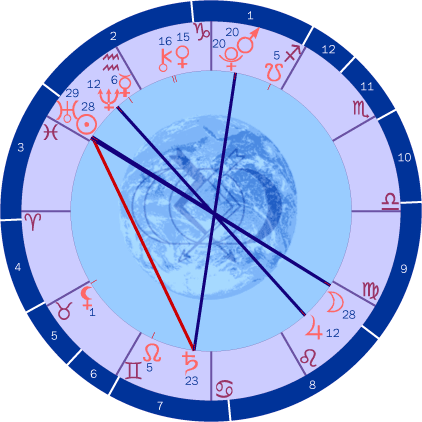 1
20
2 16 15 ♑ 20 ♂ 12
♒ ⚷ ♀ ♇ 5 ♐
12 6 ☋
29 ♆ ☿ 11
♅ 28 ♏
☉
♓
3 10
♎
♈
4 9
♍
⚸ ☽
♉ 1 28
♃ 12
5
☊ ♄ ♌
6 5
♊ 23 8
♋
7